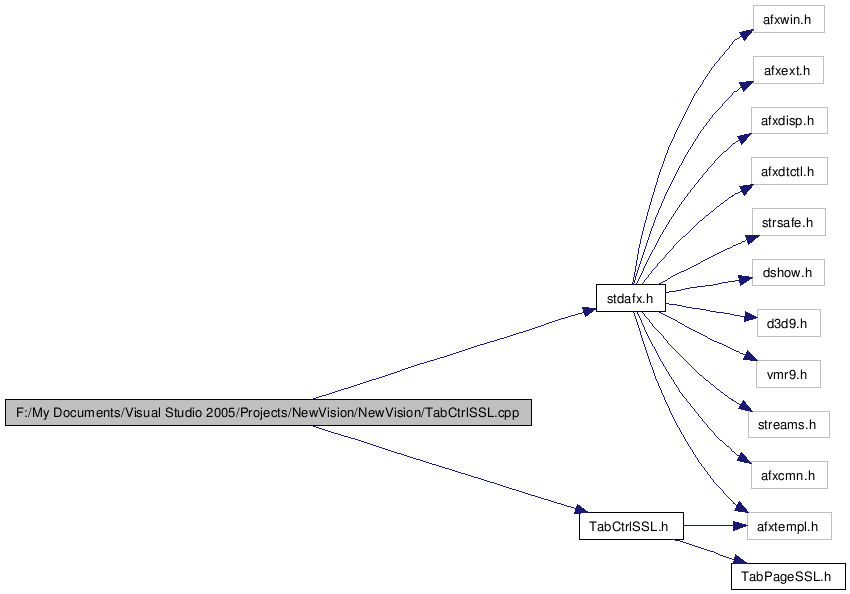 afxwin.h
afxext.h
afxdisp.h
afxdtctl.h
strsafe.h
dshow.h
stdafx.h
d3d9.h
vmr9.h
F:/My Documents/Visual Studio 2005/Projects/NewVision/NewVision/TabCtrlSSL.cpp
streams.h
afxcmn.h
TabCtrlSSL.h
afxtempl.h
TabPageSSL.h